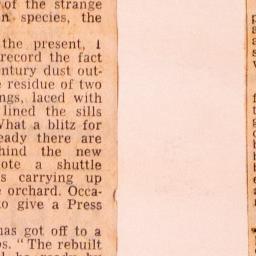 of the strange
species, the
the present, I
record the fact
ntury dust out-
residue of two
ngs, laced with
lined the sills
What a blitz for
eady there are
hind the new
ote a shuttle
s carrying up
orchard. Occa-
to give a Press
has got off to a
s. "The rebuilt